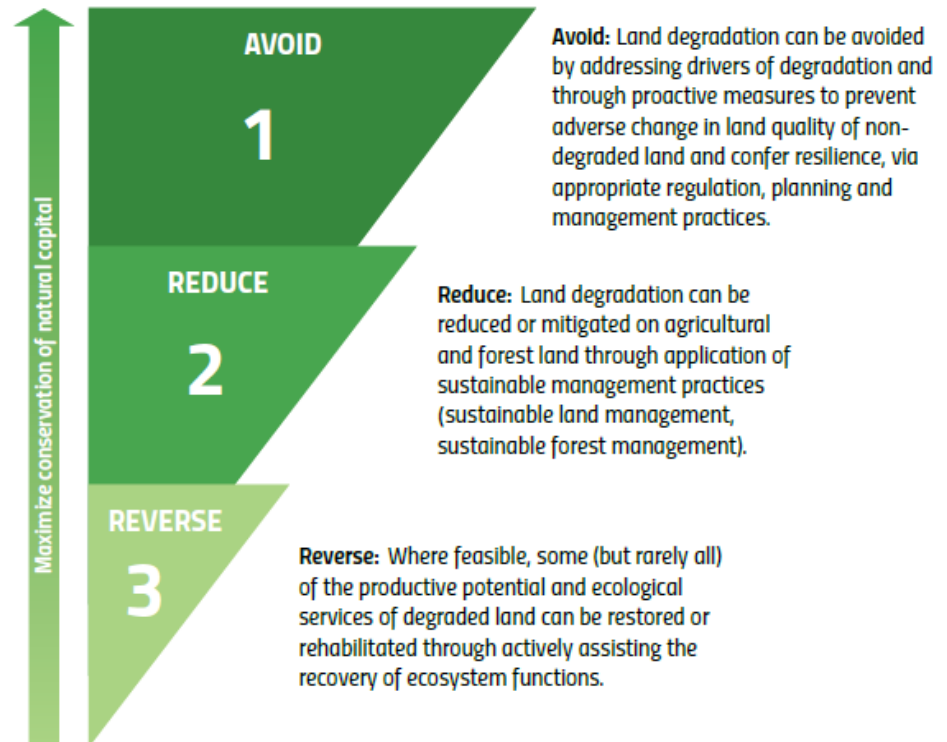 Maximize conservation of natural capital
AVOID
1
Avoid: Land degradation can be avoided
by addressing drivers of degradation and
through proactive measures to prevent
adverse change in land quality of non-
degraded land and confer resilience, via
appropriate regulation, planning and
management practices.
REDUCE
2
Reduce: Land degradation can be
reduced or mitigated on agricultural
and forest land through application of
sustainable management practices
(sustainable land management,
sustainable forest management).
REVERSE
3
Reverse: Where feasible, some (but rarely all)
of the productive potential and ecological
services of degraded land can be restored or
rehabilitated through actively assisting the
recovery of ecosystem functions.